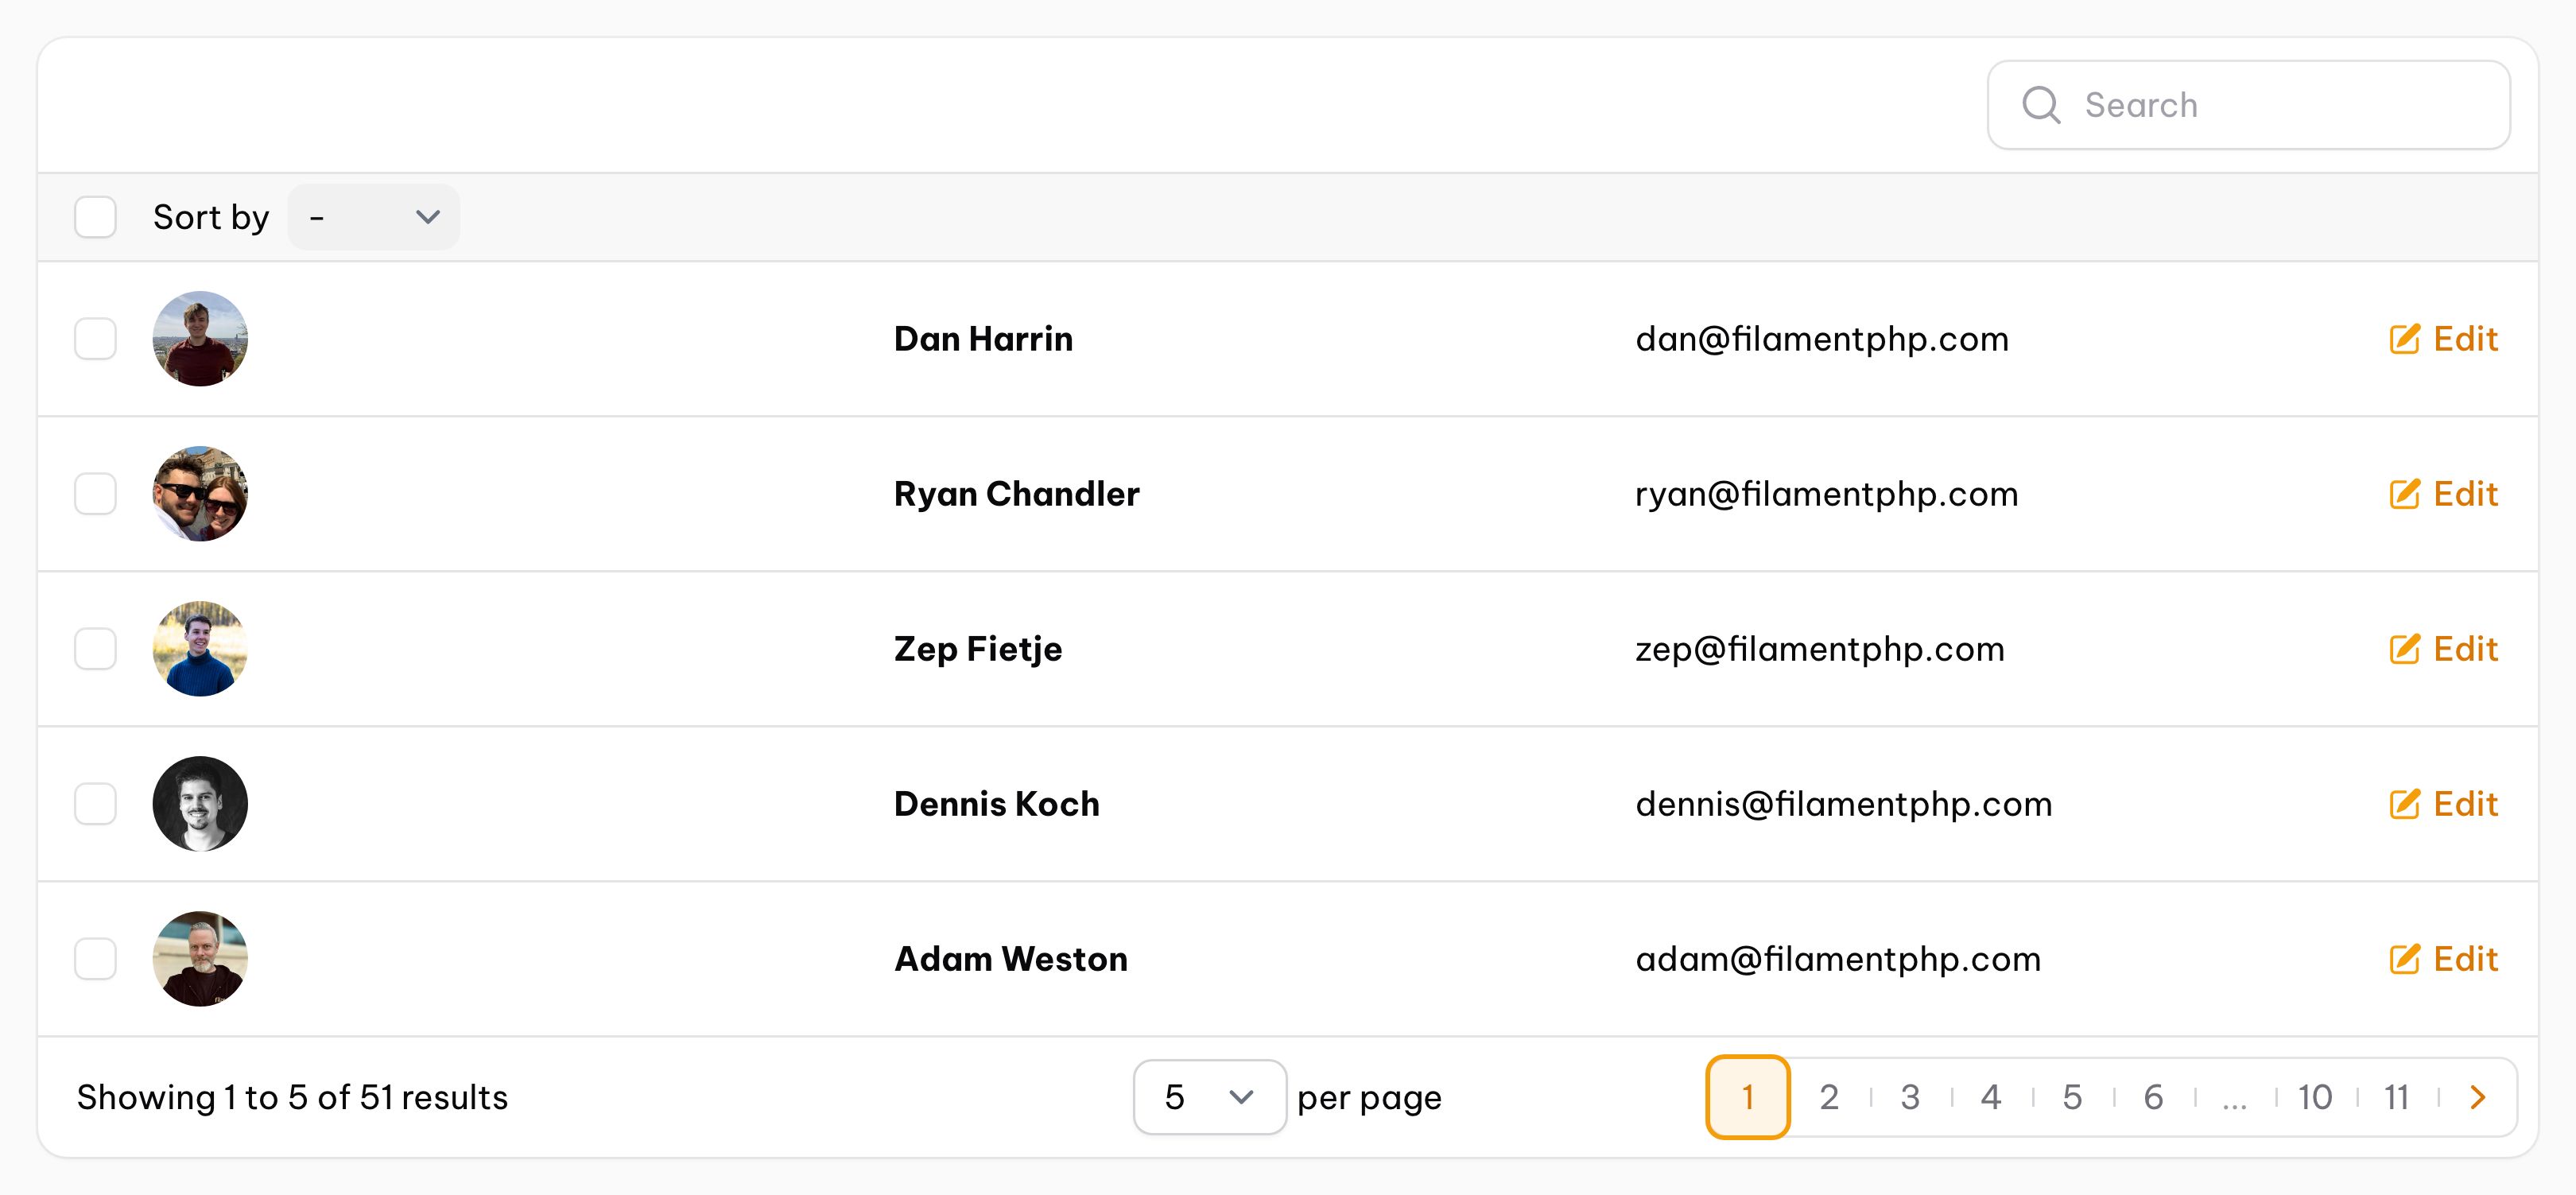 Search
Sort by -
Dan Harrin dan@filamentphp.com Edit
Ryan Chandler ryan@filamentphp.com Edit
Zep Fietje zep@filamentphp.com Edit
Dennis Koch dennis@filamentphp.com Edit
Adam Weston adam@filamentphp.com Edit
Showing 1 to 5 of 51 results 5 per page 1 2 3 4 5 6 ... 10 11